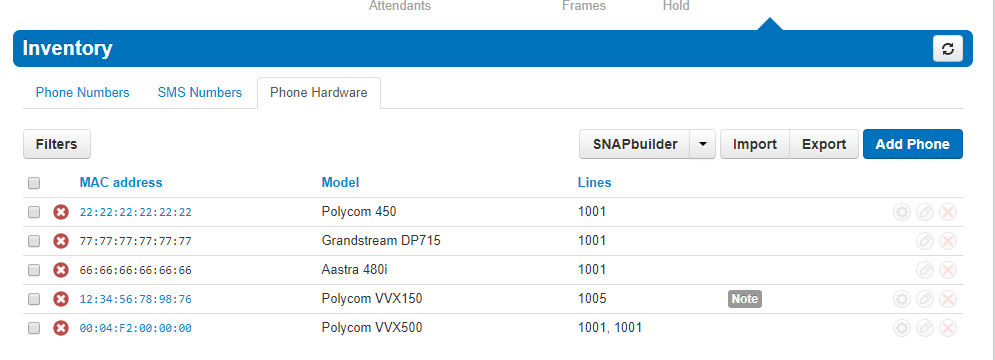 Attendants Frames Hold
Inventory
Phone Numbers SMS Numbers Phone Hardware
Filters SNAPbuilder Import Export Add Phone
MAC address Model Lines
22:22:22:22:22:22 Polycom 450 1001
77:77:77:77:77:77 Grandstream DP715 1001
66:66:66:66:66:66 Aastra 480i 1001
12:34:56:78:98:76 Polycom VVX150 1005 Note
00:04:F2:00:00:00 Polycom VVX500 1001, 1001